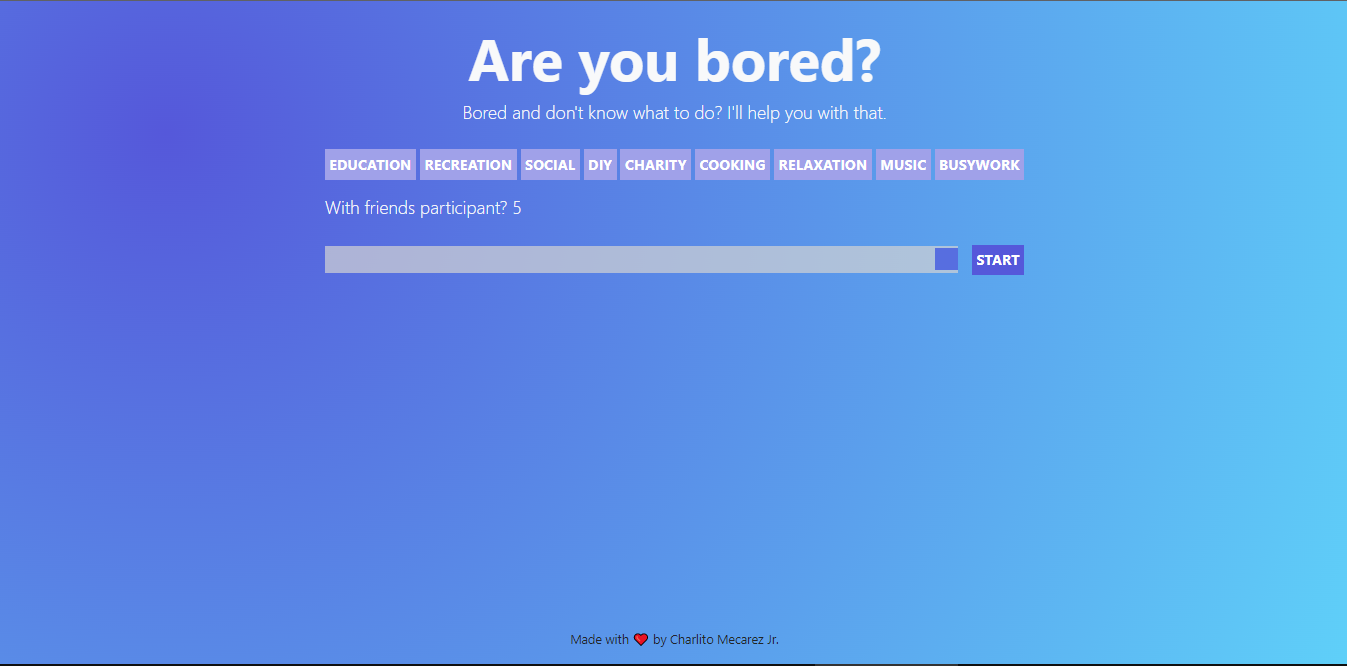 Are you bored?
Bored and don't know what to do? I'll help you with that.
EDUCATION RECREATION SOCIAL DIY CHARITY COOKING RELAXATION MUSIC BUSYWORK
With friends participant? 5
START
Made with ❤ by Charlito Mecarez Jr.